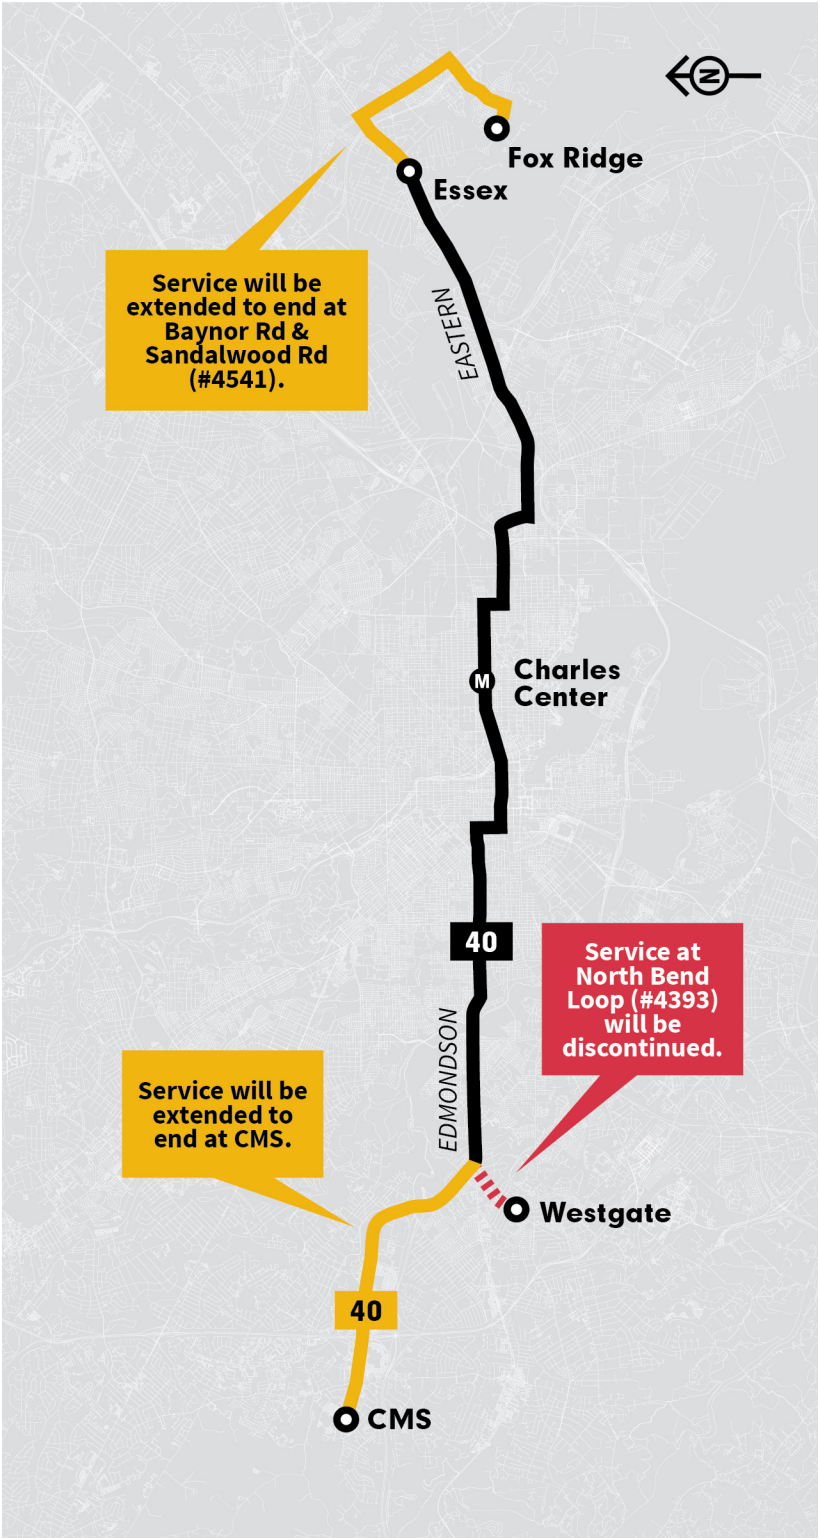 N
Fox Ridge
Essex
Service will be
extended to end at
Baynor Rd &
Sandalwood Rd
(#4541).
EASTERN
M
Charles
Center
40
Service at
North Bend
Loop (#4393)
will be
discontinued.
EDMONDSON
Service will be
extended to
end at CMS.
Westgate
40
CMS